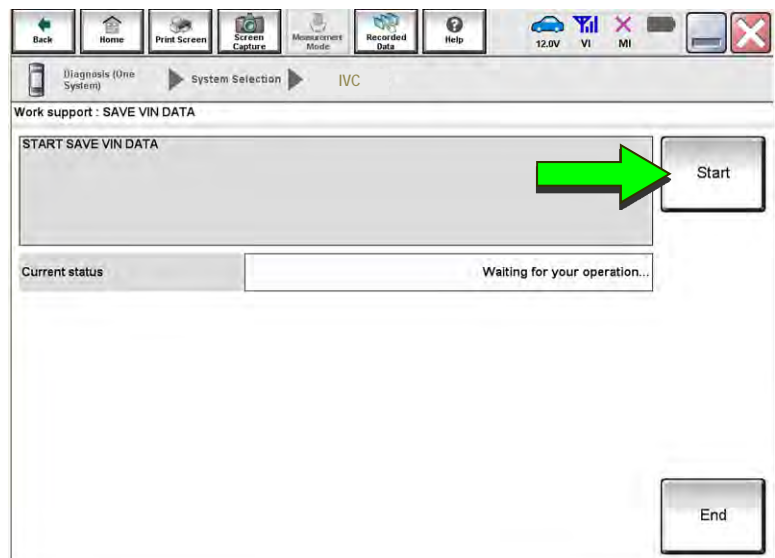 Back
Home
Print Screen
Screen
Capture
Measurement
Mode
Recorded
Data
Help
12.0V
VI
MI
Diagnosis (One
System)
System Selection
IVC
Work support : SAVE VIN DATA
START SAVE VIN DATA
Start
Current status
Waiting for your operation...
End